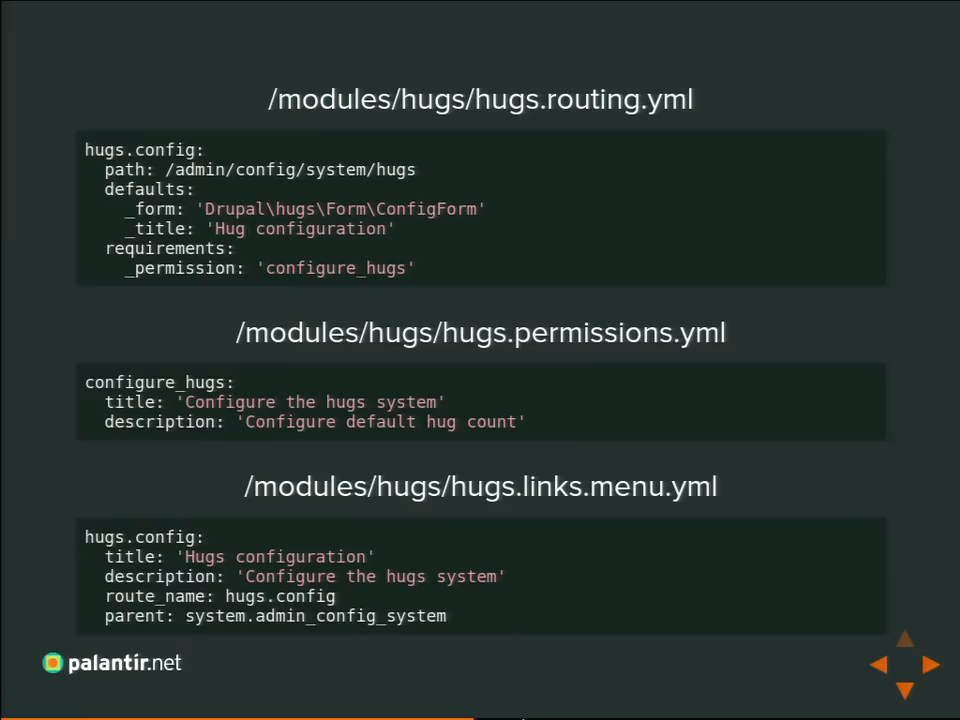 /modules/hugs/hugs.routing.yml
hugs.config:
  path: /admin/config/system/hugs
  defaults:
    _form: 'Drupal\hugs\Form\ConfigForm'
    _title: 'Hug configuration'
  requirements:
    _permission: 'configure_hugs'
/modules/hugs/hugs.permissions.yml
configure_hugs:
  title: 'Configure the hugs system'
  description: 'Configure default hug count'
/modules/hugs/hugs.links.menu.yml
hugs.config:
  title: 'Hugs configuration'
  description: 'Configure the hugs system'
  route_name: hugs.config
  parent: system.admin_config_system
palantir.net